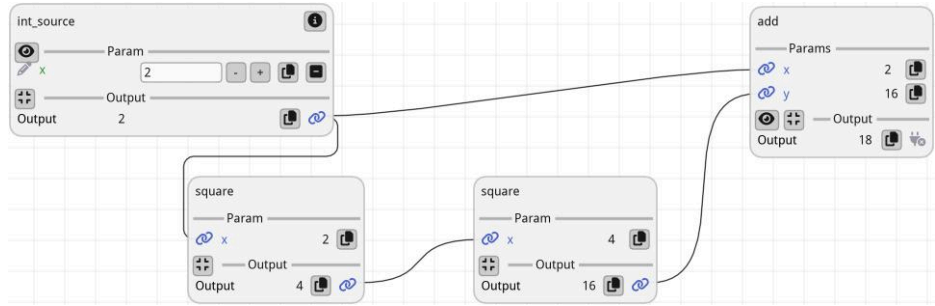 int_source
Param
x 2 - +
Output
Output 2
add
Params
x 2
y 16
Output
Output 18
square
Param
x 2
Output
Output 4
square
Param
x 4
Output
Output 16